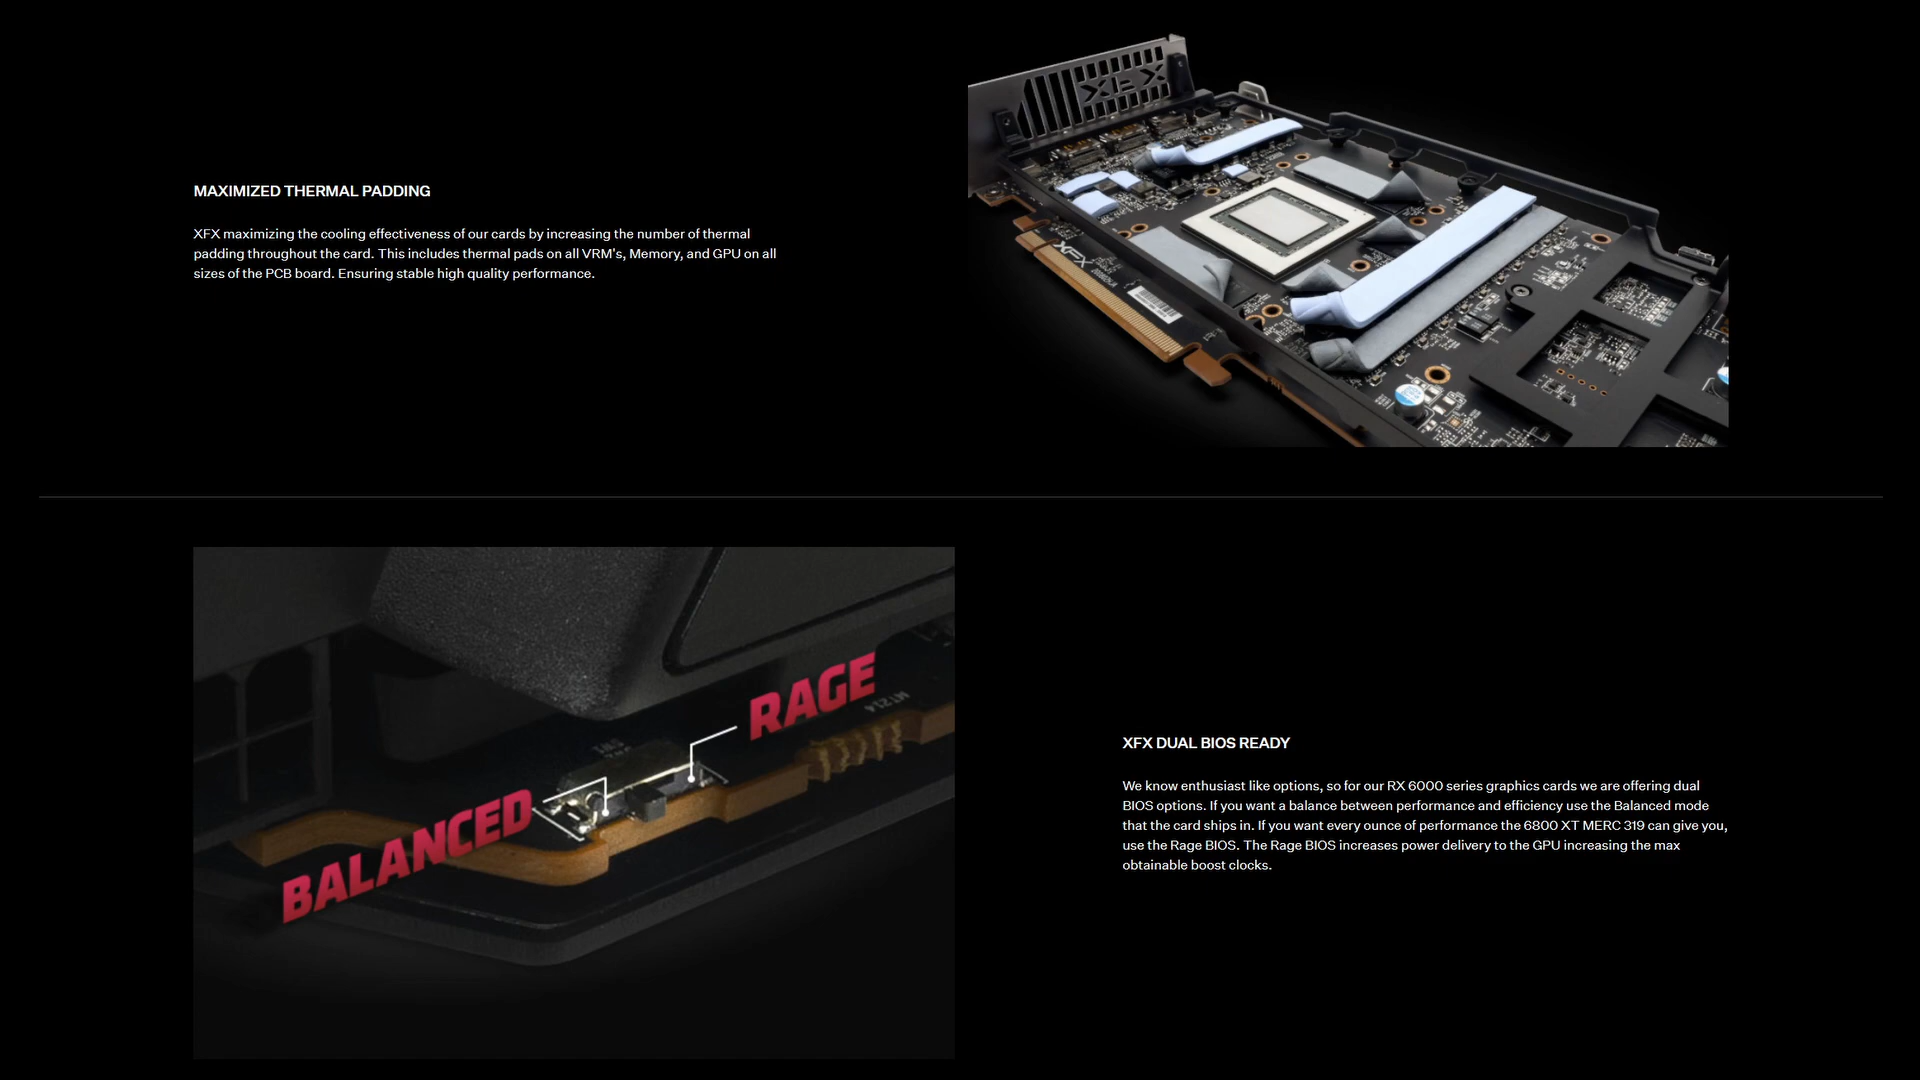 XFX
MAXIMIZED THERMAL PADDING
XFX maximizing the cooling effectiveness of our cards by increasing the number of thermal
padding throughout the card. This includes thermal pads on all VRM's, Memory, and GPU on all
sizes of the PCB board. Ensuring stable high quality performance.
XFX
RAGE
MT214
SW1
BALANCED
XFX DUAL BIOS READY
We know enthusiast like options, so for our RX 6000 series graphics cards we are offering dual
BIOS options. If you want a balance between performance and efficiency use the Balanced mode
that the card ships in. If you want every ounce of performance the 6800 XT MERC 319 can give you,
use the Rage BIOS. The Rage BIOS increases power delivery to the GPU increasing the max
obtainable boost clocks.